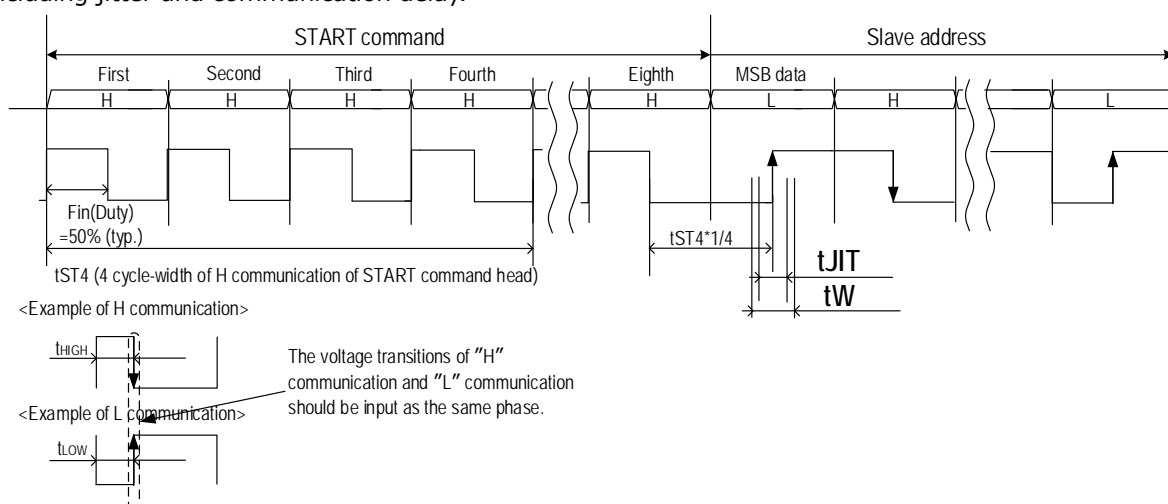 including jitter and communication delay.
START command
Slave address
First Second Third Fourth Eighth MSB data
H H H H H L H L
Fin(Duty)
=50% (typ.)
tST4*1/4
tST4 (4 cycle-width of H communication of START command head)
tJIT
tW
<Example of H communication>
tHIGH
The voltage transitions of "H"
communication and "L" communication
should be input as the same phase.
<Example of L communication>
tLOW